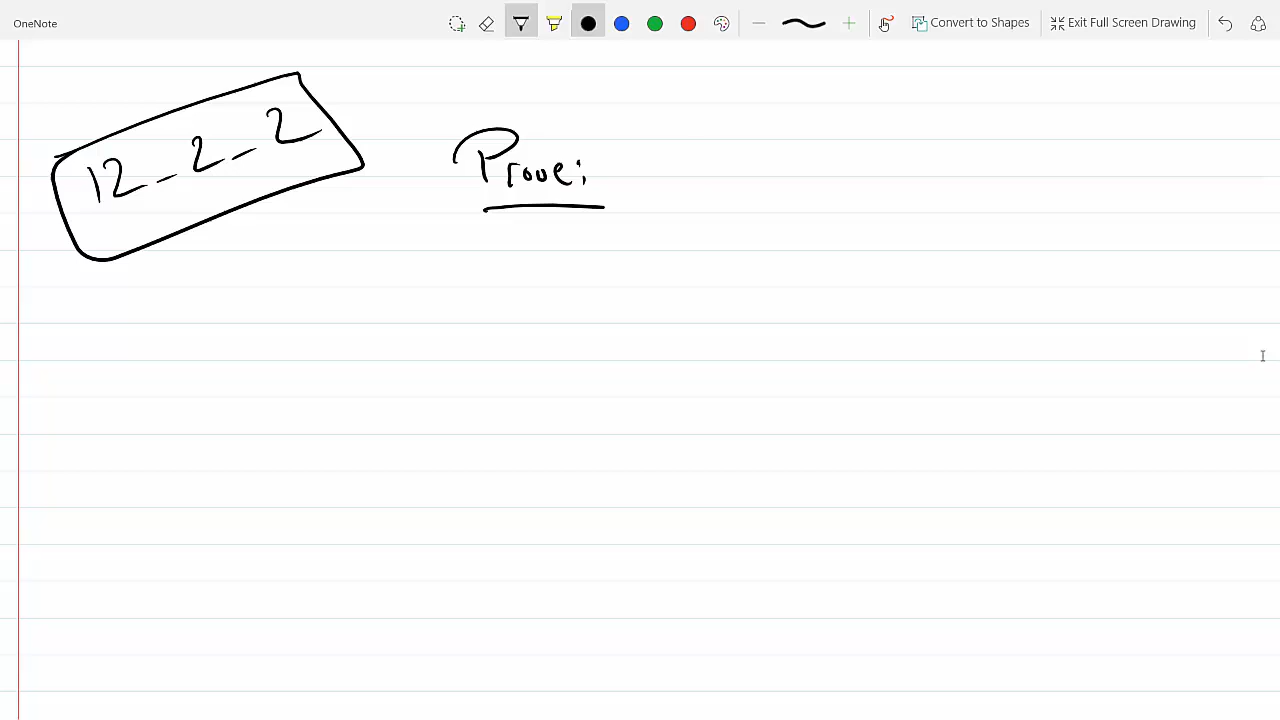 OneNote
Convert to Shapes
Exit Full Screen Drawing
12-2-2
Prove: